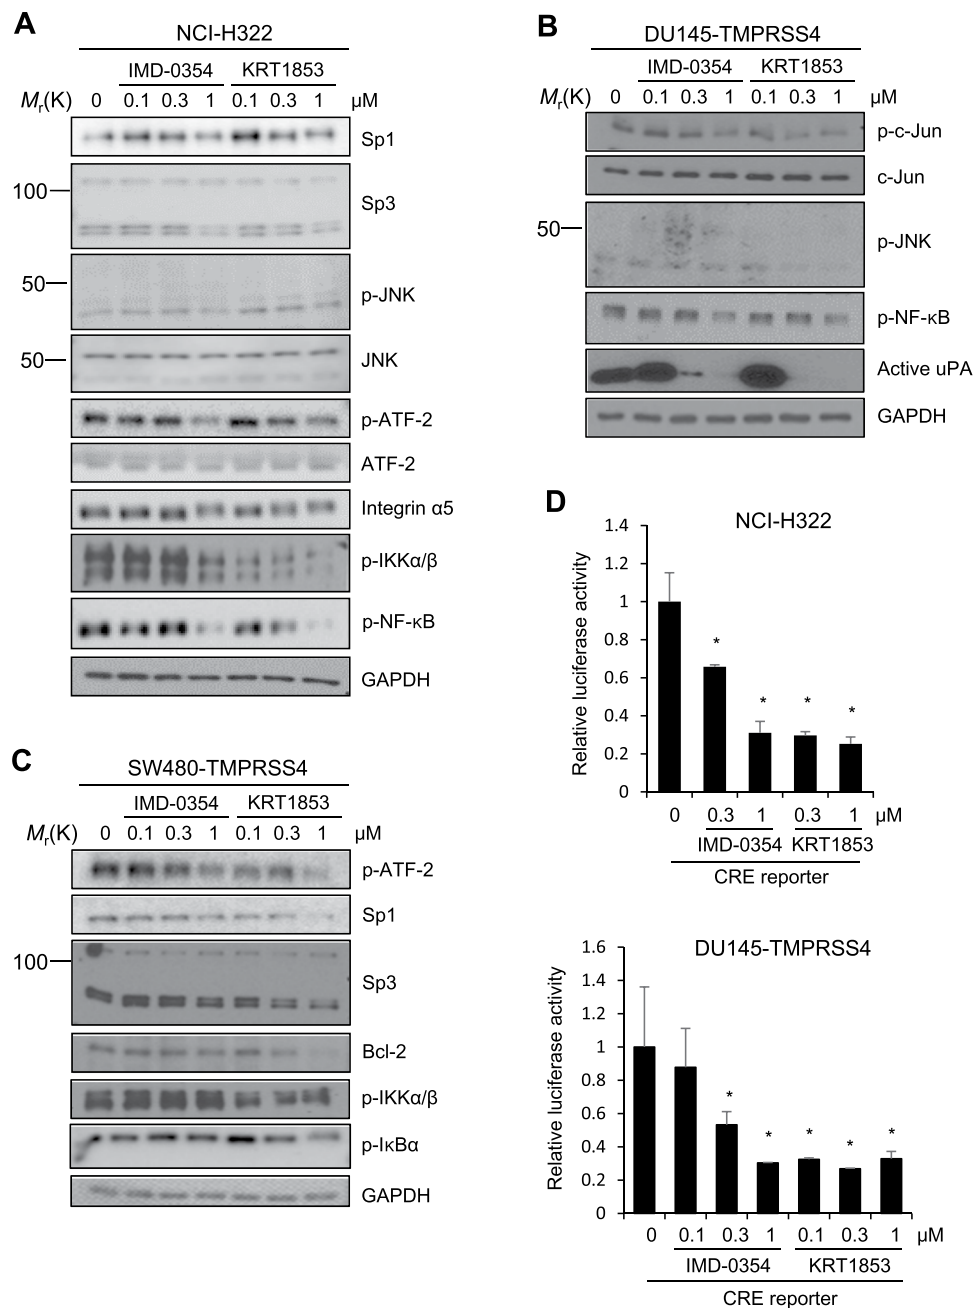 A
NCI-H322
IMD-0354 KRT1853
Mr(K) 0 0.1 0.3 1 0.1 0.3 1 μM
Sp1
100
Sp3
50
p-JNK
50
JNK
p-ATF-2
ATF-2
Integrin α5
p-IKKα/β
p-NF-κB
GAPDH
B
DU145-TMPRSS4
IMD-0354 KRT1853
Mr(K) 0 0.1 0.3 1 0.1 0.3 1 μM
p-c-Jun
c-Jun
50
p-JNK
p-NF-κB
Active uPA
GAPDH
C
SW480-TMPRSS4
IMD-0354 KRT1853
Mr(K) 0 0.1 0.3 1 0.1 0.3 1 μM
p-ATF-2
Sp1
100
Sp3
Bcl-2
p-IKKα/β
p-IκBα
GAPDH
D
NCI-H322
Relative luciferase activity
1.4
1.2
1
0.8
0.6
0.4
0.2
0
* * * *
0 0.3 1 0.3 1 μM
IMD-0354 KRT1853
CRE reporter
DU145-TMPRSS4
Relative luciferase activity
1.6
1.4
1.2
1
0.8
0.6
0.4
0.2
0
* * * * *
0 0.1 0.3 1 0.1 0.3 1 μM
IMD-0354 KRT1853
CRE reporter